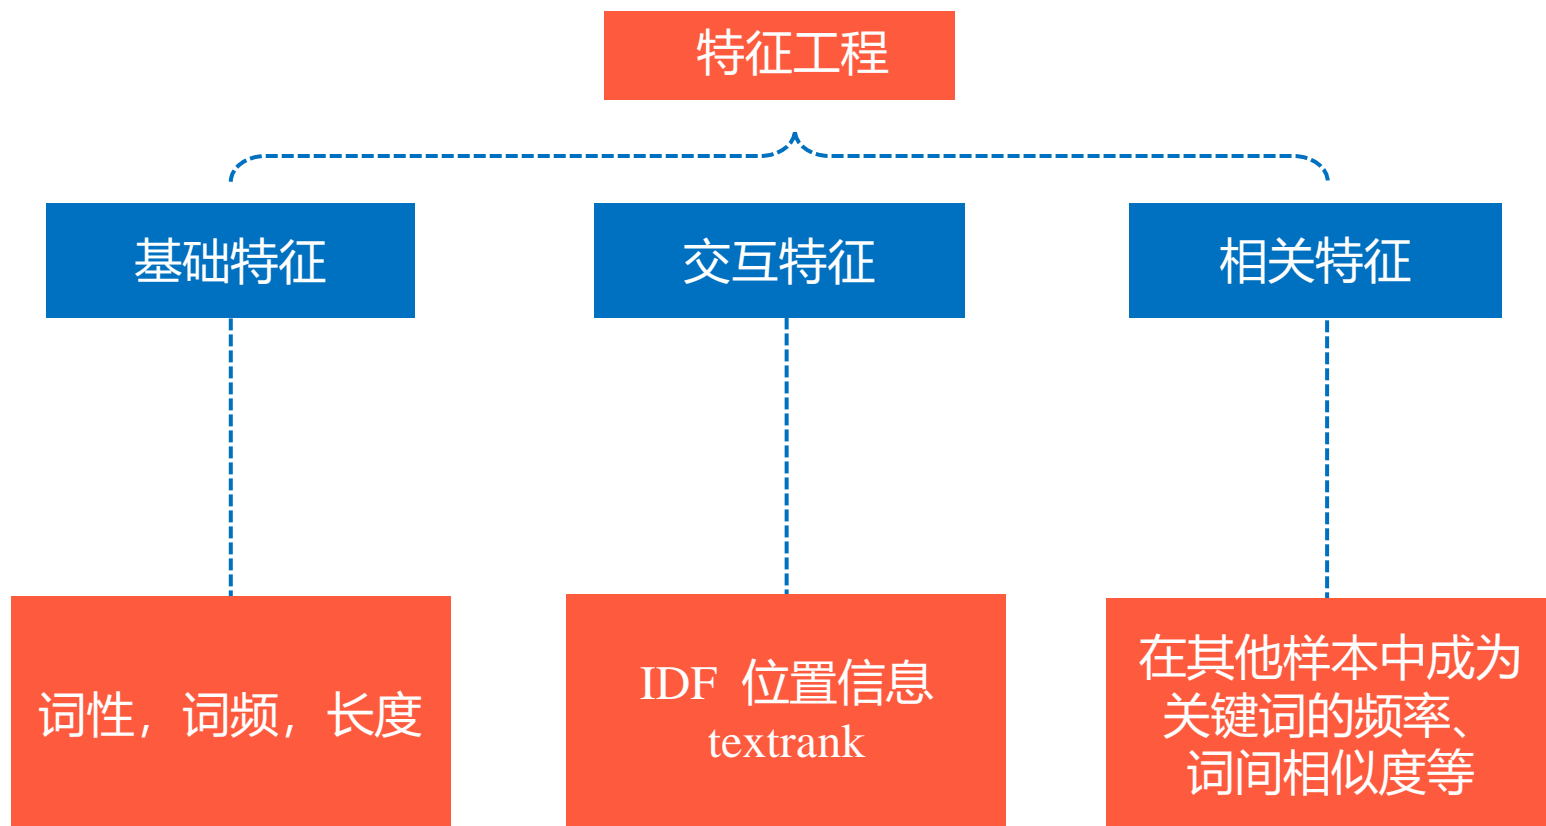 特征工程
基础特征
交互特征
相关特征
词性，词频，长度
IDF 位置信息
textrank
在其他样本中成为
关键词的频率、
词间相似度等